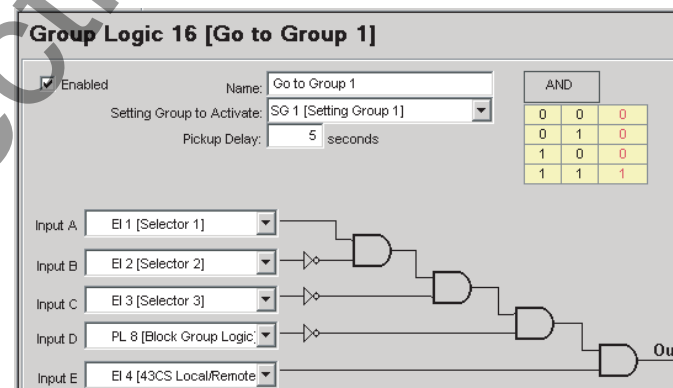 Group Logic 16 [Go to Group 1]
Enabled
Name: Go to Group 1
Setting Group to Activate: SG 1 [Setting Group 1]
Pickup Delay: 5 seconds
AND
0 0 0
0 1 0
1 0 0
1 1 1
Input A EI 1 [Selector 1]
Input B EI 2 [Selector 2]
Input C EI 3 [Selector 3]
Input D PL 8 [Block Group Logic]
Ou
Input E EI 4 [43CS Local/Remote